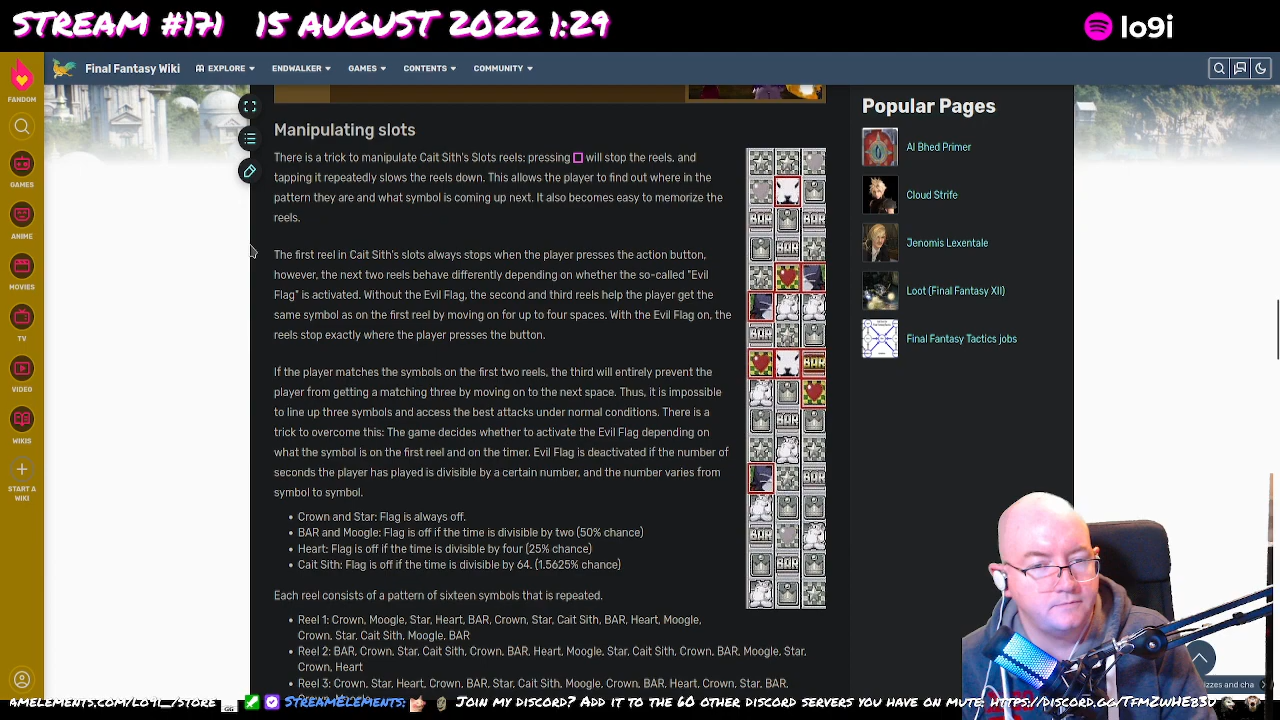 STREAM #171 15 AUGUST 2022 1:29
lo9i
FANDOM
GAMES
ANIME
MOVIES
TV
VIDEO
WIKIS
START A
WIKI
Final Fantasy Wiki
EXPLORE
ENDWALKER
GAMES
CONTENTS
COMMUNITY
Manipulating slots
There is a trick to manipulate Cait Sith's Slots reels: pressing will stop the reels, and
tapping it repeatedly slows the reels down. This allows the player to find out where in the
pattern they are and what symbol is coming up next. It also becomes easy to memorize the
reels.
The first reel in Cait Sith's slots always stops when the player presses the action button,
however, the next two reels behave differently depending on whether the so-called "Evil
Flag" is activated. Without the Evil Flag, the second and third reels help the player get the
same symbol as on the first reel by moving on for up to four spaces. With the Evil Flag on, the
reels stop exactly where the player presses the button.
If the player matches the symbols on the first two reels, the third will entirely prevent the
player from getting a matching three by moving on to the next space. Thus, it is impossible
to line up three symbols and access the best attacks under normal conditions. There is a
trick to overcome this: The game decides whether to activate the Evil Flag depending on
what the symbol is on the first reel and on the timer. Evil Flag is deactivated if the number of
seconds the player has played is divisible by a certain number, and the number varies from
symbol to symbol.
• Crown and Star: Flag is always off.
• BAR and Moogle: Flag is off if the time is divisible by two (50% chance)
• Heart: Flag is off if the time is divisible by four (25% chance)
• Cait Sith: Flag is off if the time is divisible by 64. (1.5625% chance)
Each reel consists of a pattern of sixteen symbols that is repeated.
• Reel 1: Crown, Moogle, Star, Heart, BAR, Crown, Star, Cait Sith, BAR, Heart, Moogle,
Crown, Star, Cait Sith, Moogle, BAR
• Reel 2: BAR, Crown, Star, Cait Sith, Crown, BAR, Heart, Moogle, Star, Cait Sith, Crown, BAR, Moogle, Star,
Crown, Heart
• Reel 3: Crown, Star, Heart, Crown, BAR, Star, Cait Sith, Moogle, Crown, BAR, Heart, Crown, Star, BAR,
BAR BAR
BAR
BAR
BAR
BAR
BAR
BAR
BAR
Popular Pages
Al Bhed Primer
Cloud Strife
Jenomis Lexentale
Loot (Final Fantasy XII)
Final Fantasy Tactics jobs
STREAMELEMENTS:
JOIN MY DISCORD? ADD IT TO THE 60 OTHER DISCORD SERVERS YOU HAVE ON MUTE